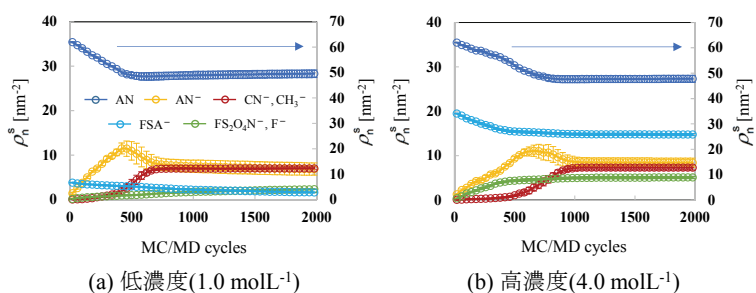 40 70 40 70
60 60
30 50 30 50
40 40
20 20
30 30
10 20 10 20
10 10
0 0 0 0
ρₙˢ [nm⁻²] ρₙˢ [nm⁻²] ρₙˢ [nm⁻²] ρₙˢ [nm⁻²]
AN AN⁻ CN⁻, CH₃⁻
FSA⁻ FS₂O₄N⁻, F⁻
0 500 1000 1500 2000 0 500 1000 1500 2000
MC/MD cycles MC/MD cycles
(a) 低濃度(1.0 molL⁻¹) (b) 高濃度(4.0 molL⁻¹)